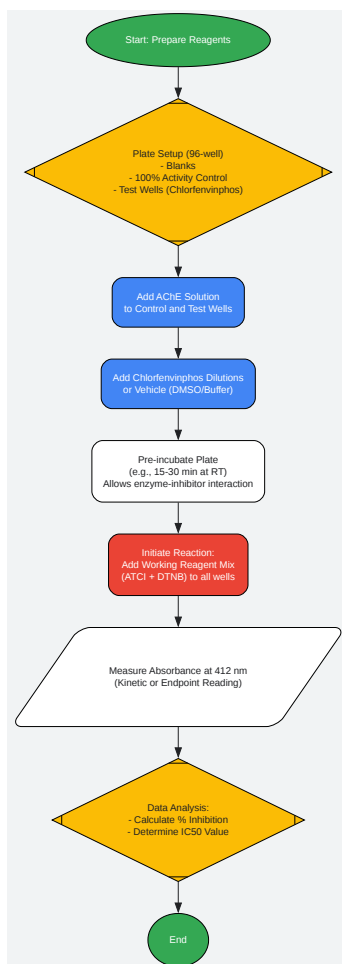 Start: Prepare Reagents
Plate Setup (96-well)
- Blanks
- 100% Activity Control
- Test Wells (Chlorfenvinphos)
Add AChE Solution
to Control and Test Wells
Add Chlorfenvinphos Dilutions
or Vehicle (DMSO/Buffer)
Pre-incubate Plate
(e.g., 15-30 min at RT)
Allows enzyme-inhibitor interaction
Initiate Reaction:
Add Working Reagent Mix
(ATCI + DTNB) to all wells
Measure Absorbance at 412 nm
(Kinetic or Endpoint Reading)
Data Analysis:
- Calculate % Inhibition
- Determine IC50 Value
End